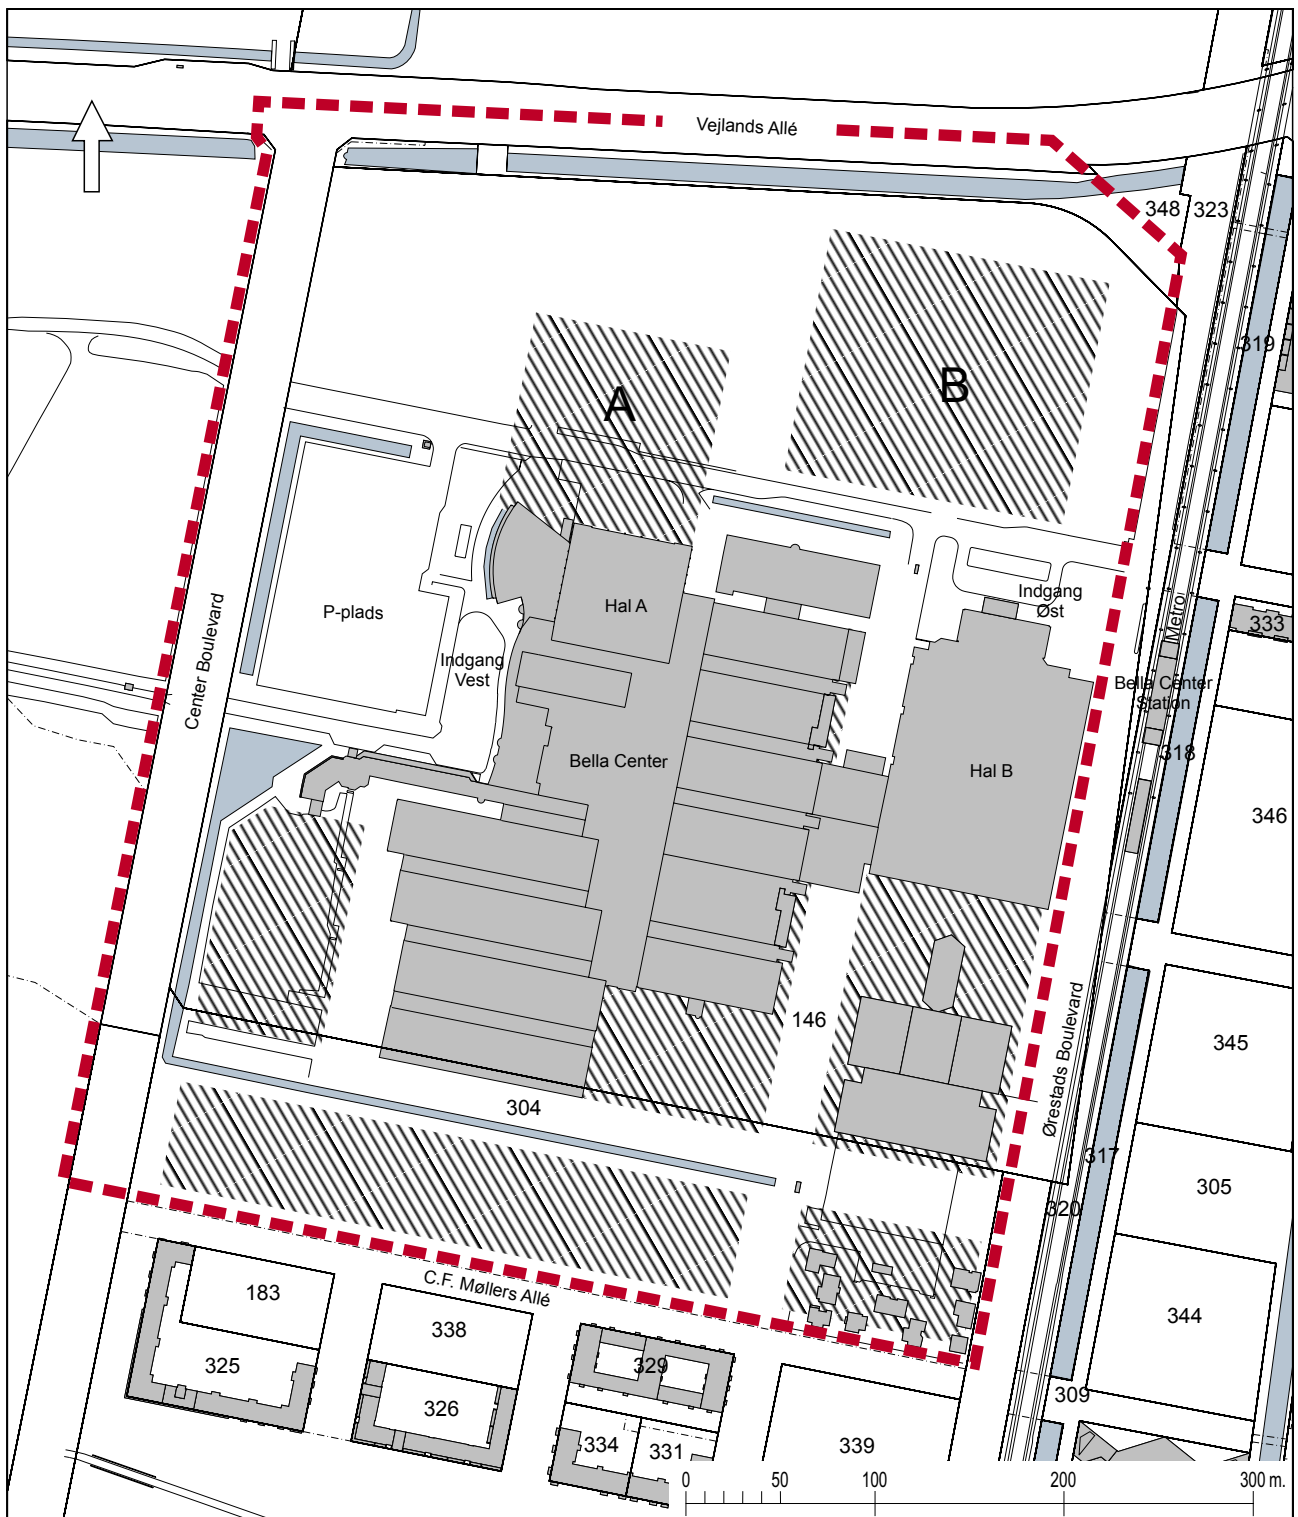 Vejlands Allé
348
323
319
B
A
Indgang
Øst
Hal A
P-plads
Metro
333
Center Boulevard
Indgang
Vest
Bella Center
Station
318
Bella Center
Hal B
346
146
345
Ørestads Boulevard
304
317
305
320
C.F. Møllers Allé
183
338
344
325
329
326
309
334
331
339
0 50 100 200 300 m.